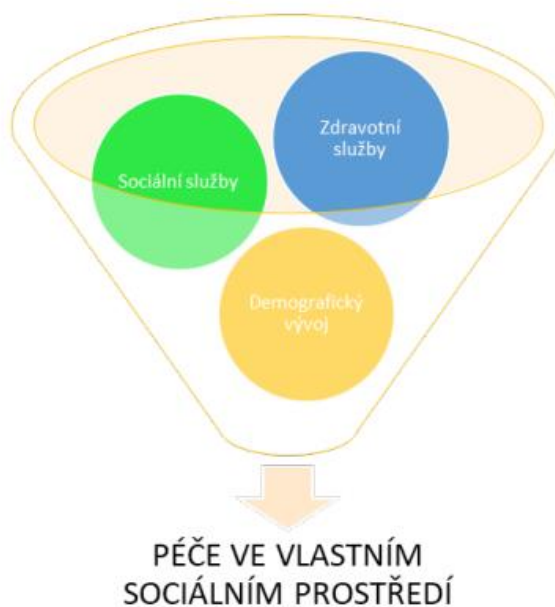 Zdravotní
služby
Sociální služby
Demografický
vývoj
PÉČE VE VLASTNÍM
SOCIÁLNÍM PROSTŘEDÍ